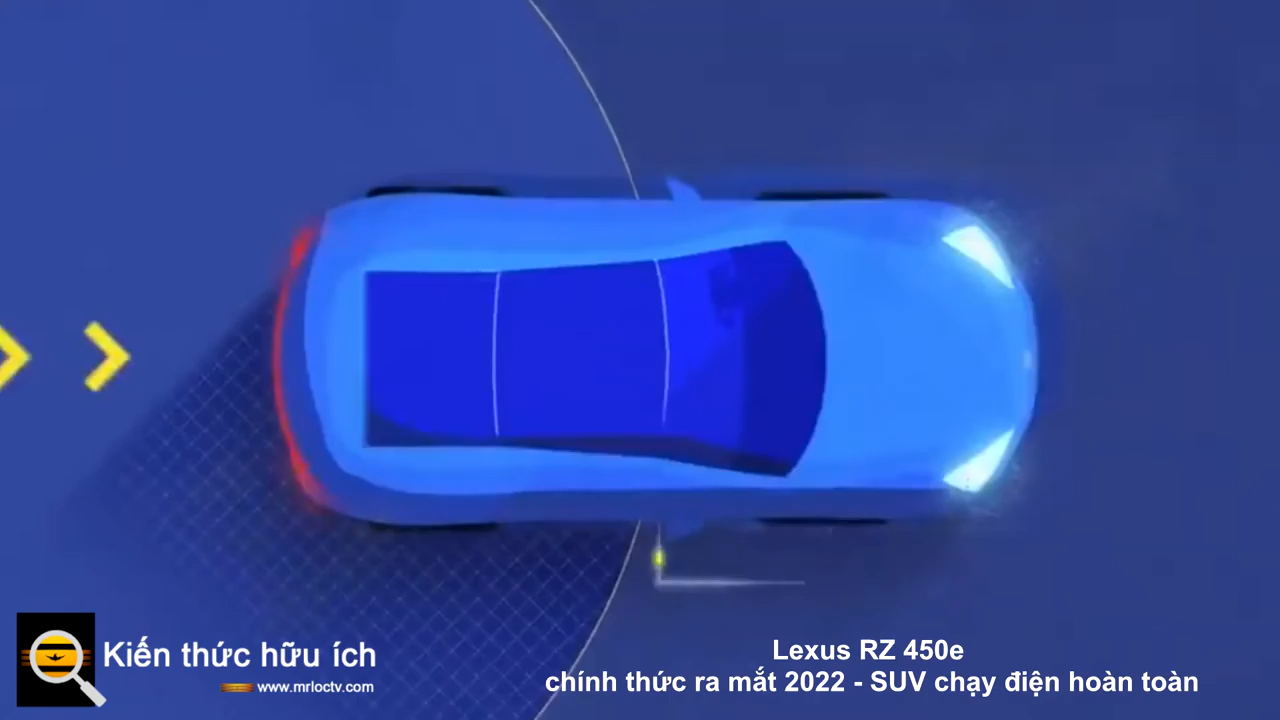 Kiến thức hữu ích
www.mrloctv.com
Lexus RZ 450e
chính thức ra mắt 2022 - SUV chạy điện hoàn toàn